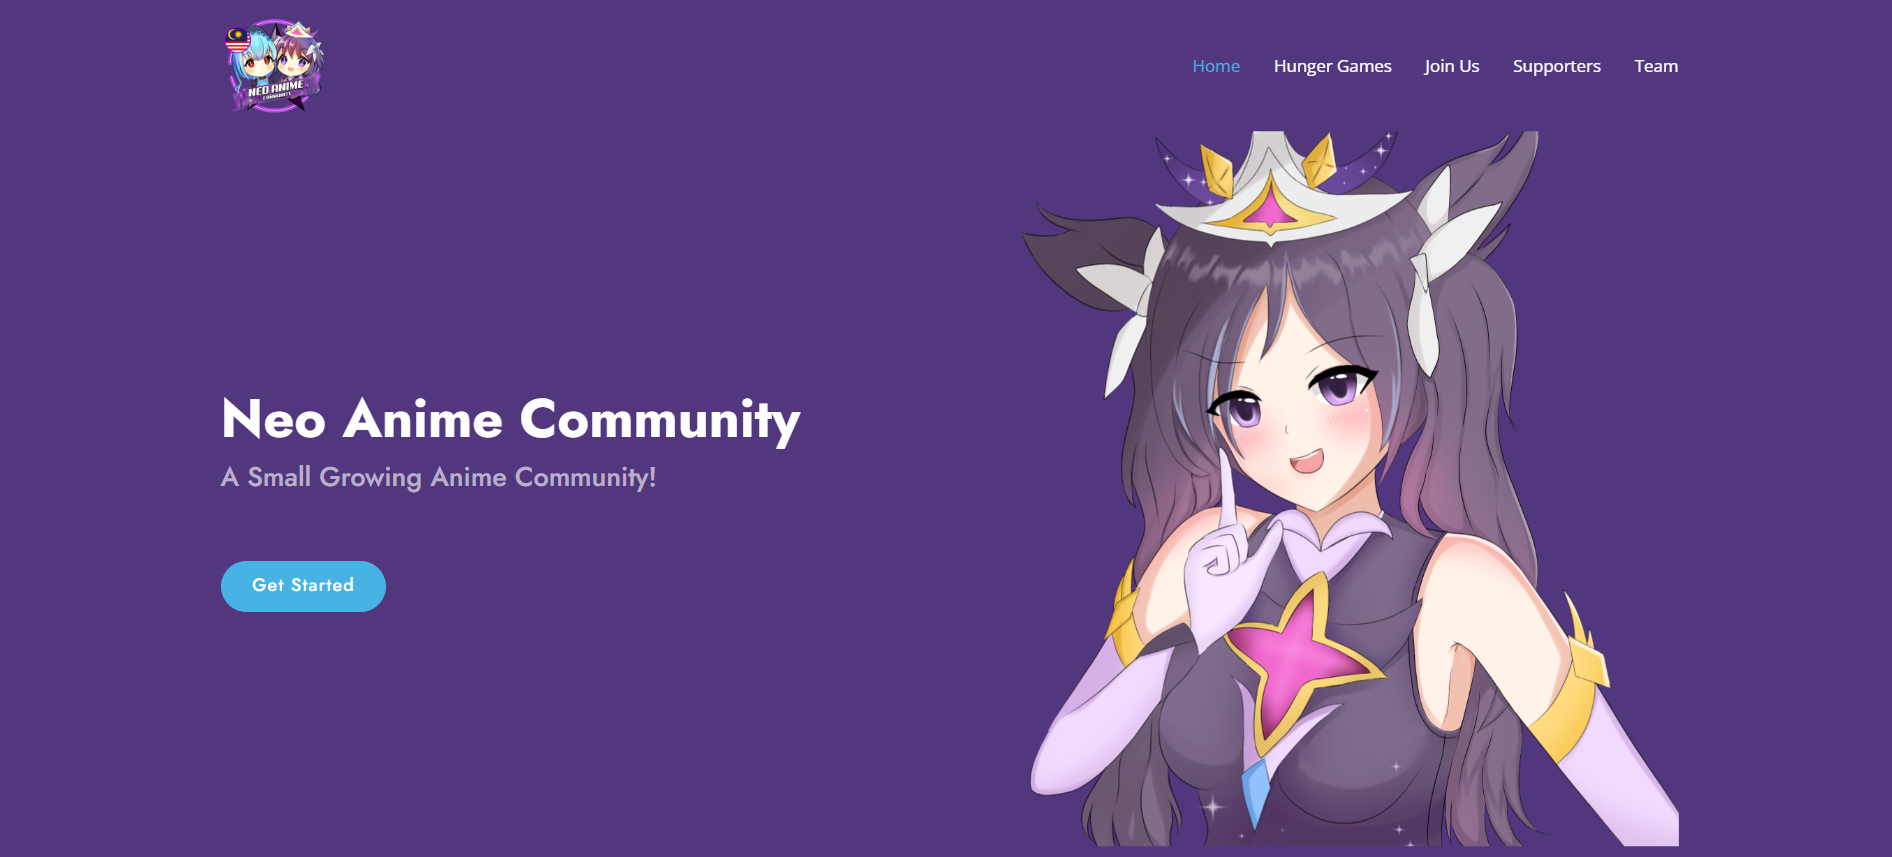 NEO ANIME
COMMUNITY
Home Hunger Games Join Us Supporters Team
Neo Anime Community
A Small Growing Anime Community!
Get Started